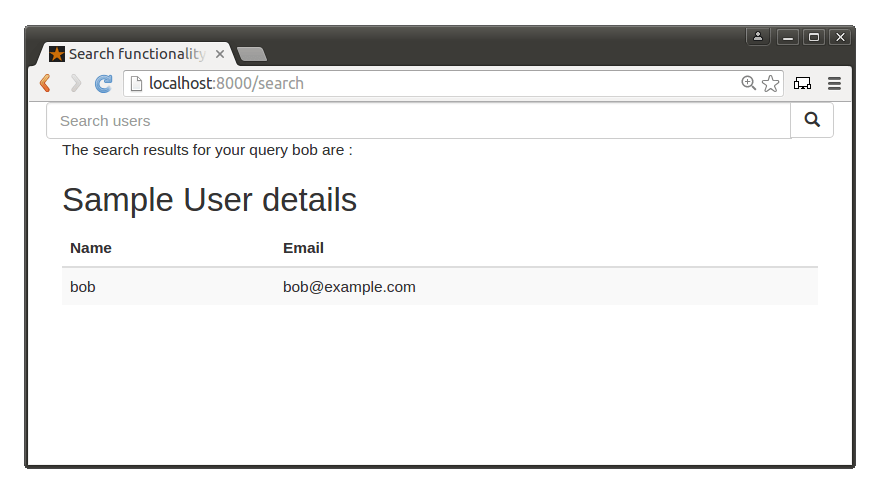 Search functionality
localhost:8000/search
Search users
The search results for your query bob are :
Sample User details
Name Email
bob bob@example.com